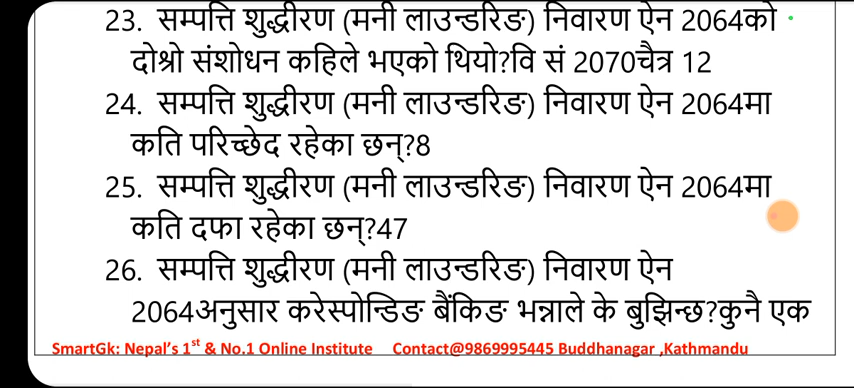 23. सम्पत्ति शुद्धीरण (मनी लाउन्डरिङ) निवारण ऐन 2064को
दोश्रो संशोधन कहिले भएको थियो?वि सं 2070चैत्र 12
24. सम्पत्ति शुद्धीरण (मनी लाउन्डरिङ) निवारण ऐन 2064मा
कति परिच्छेद रहेका छन्?8
25. सम्पत्ति शुद्धीरण (मनी लाउन्डरिङ) निवारण ऐन 2064मा
कति दफा रहेका छन्?47
26. सम्पत्ति शुद्धीरण (मनी लाउन्डरिङ) निवारण ऐन
2064अनुसार करेस्पोन्डिङ बैंकिङ भन्नाले के बुझिन्छ?कुनै एक
SmartGk: Nepal's 1st & No.1 Online Institute Contact@9869995445 Buddhanagar ,Kathmandu